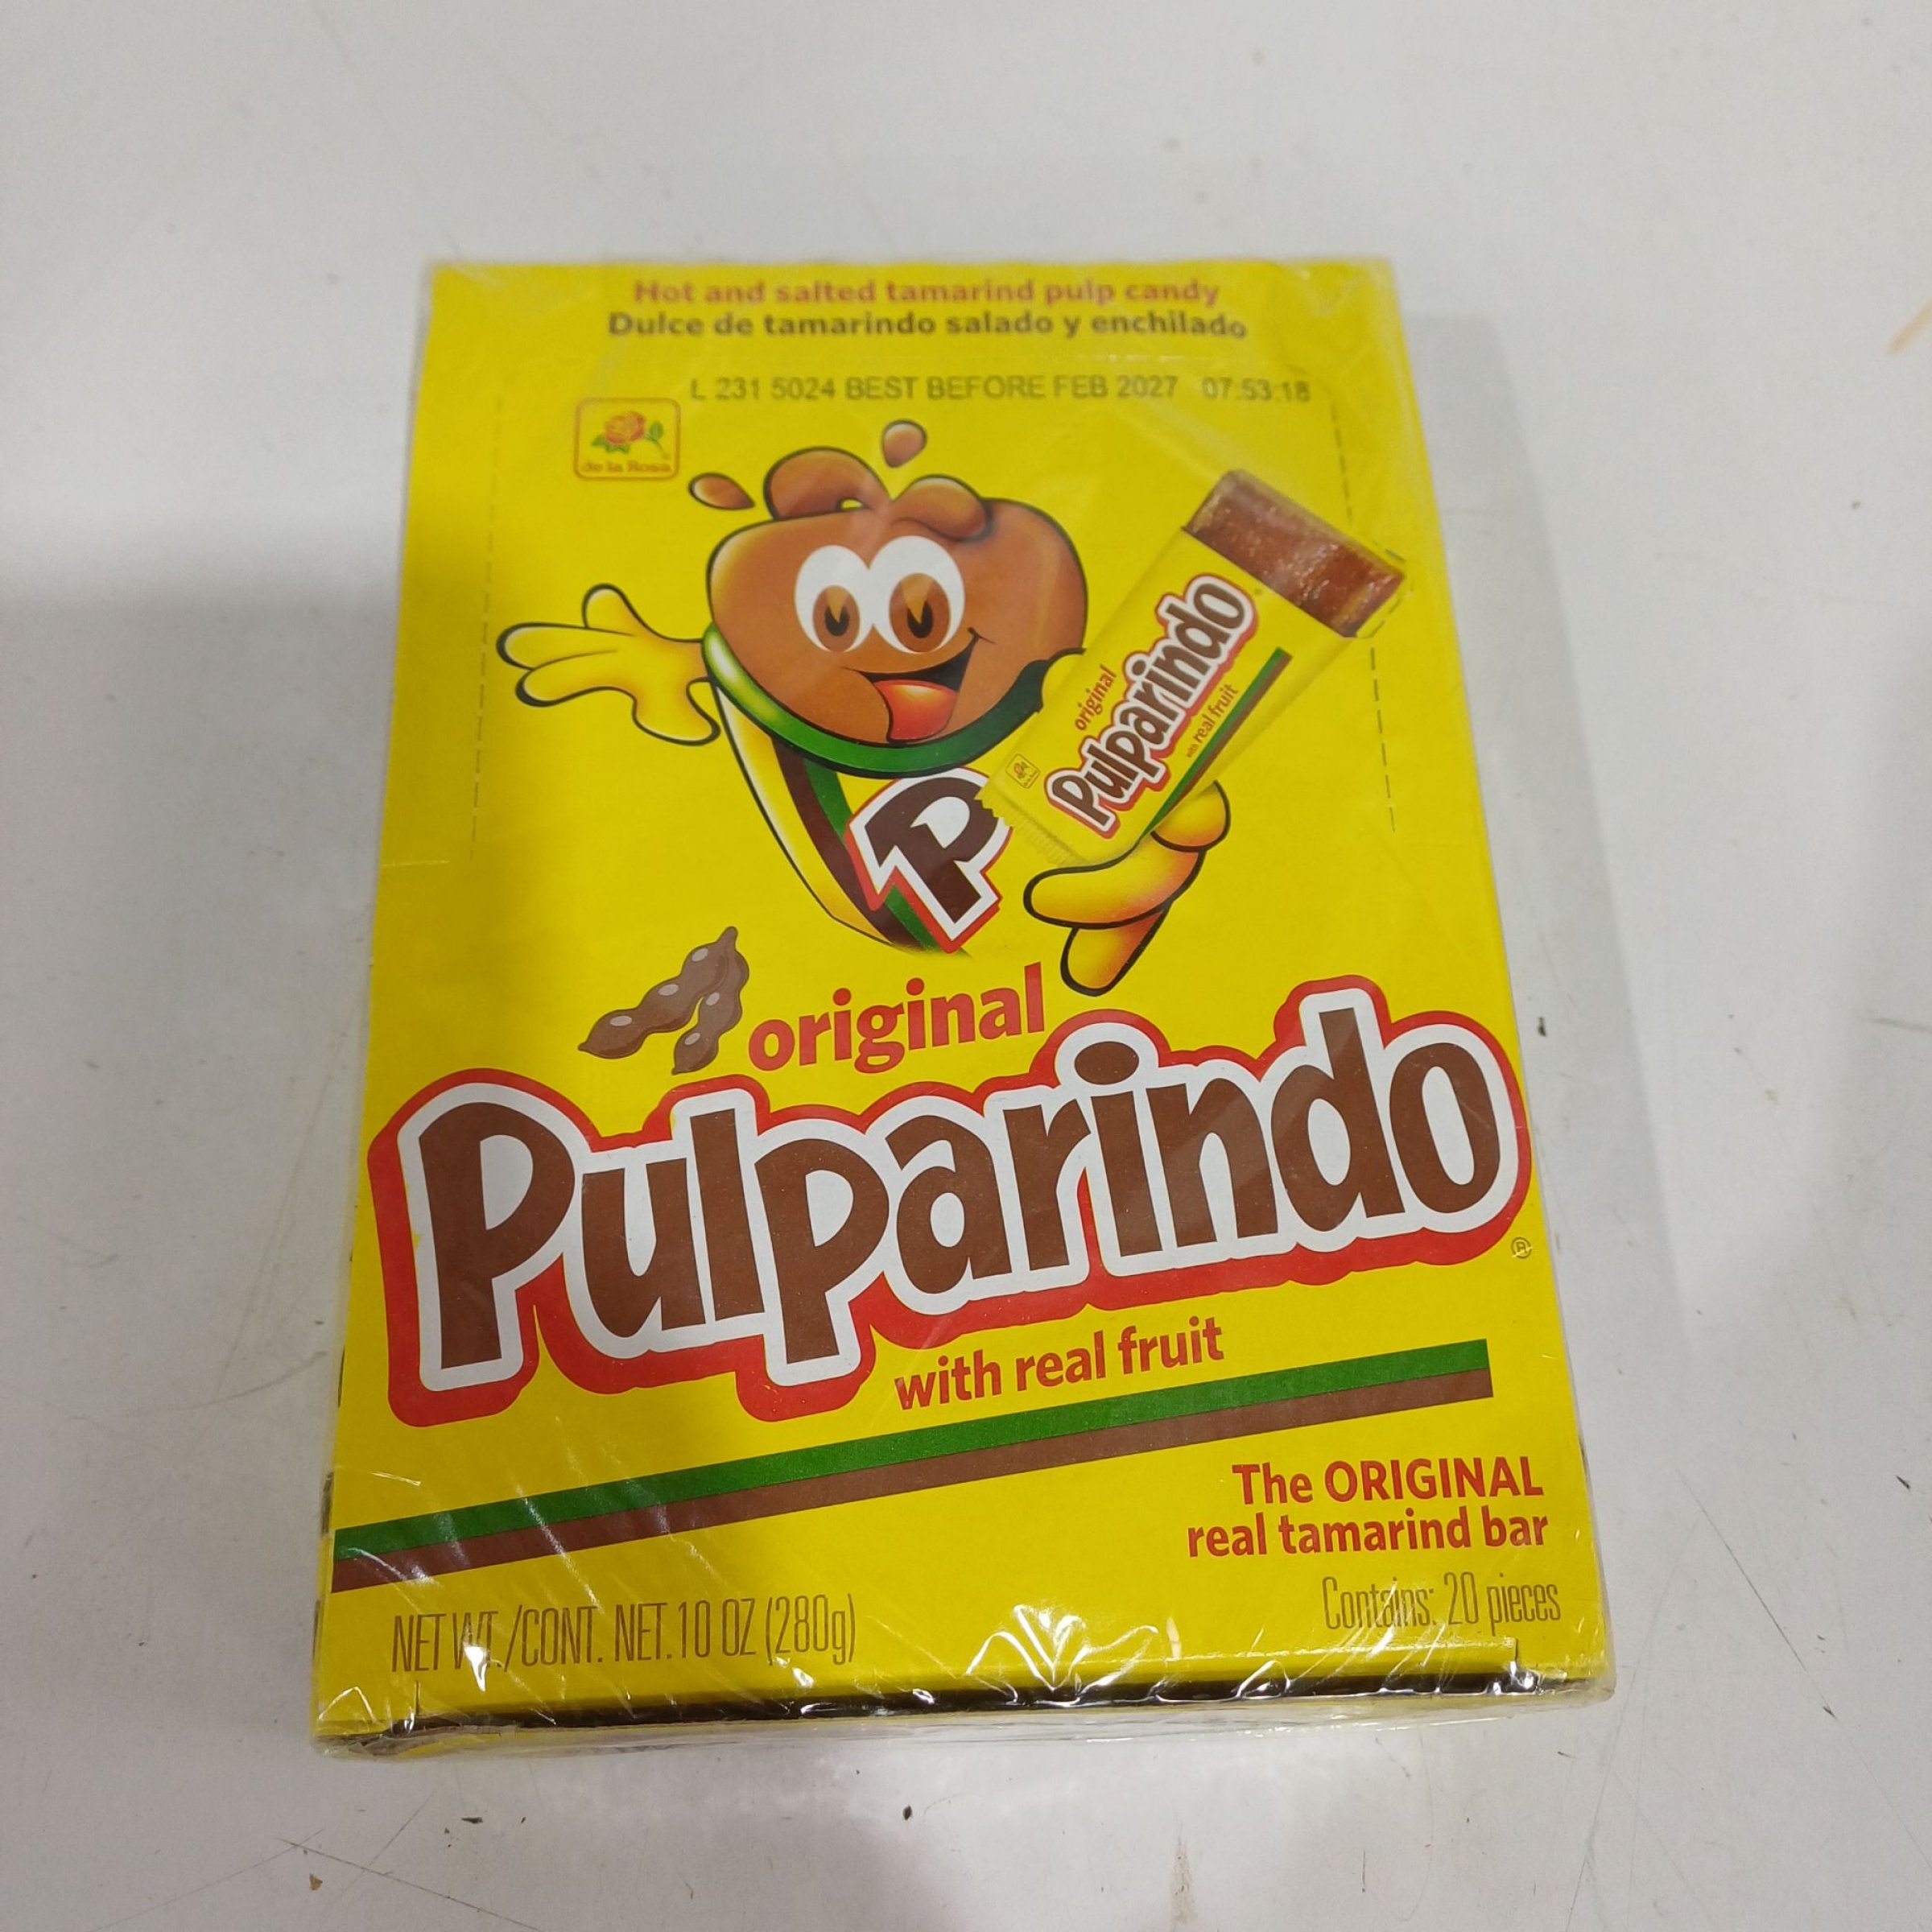 Hot and salted tamarind pulp candy
Dulce de tamarindo salado y enchilado
L 231 5024 BEST BEFORE FEB 2027 07:53:18
de la Rosa
original
Pulparindo
with real fruit
P
original
Pulparindo®
with real fruit
The ORIGINAL
real tamarind bar
NET WT./CONT. NET. 10 OZ (280g)
Contains: 20 pieces